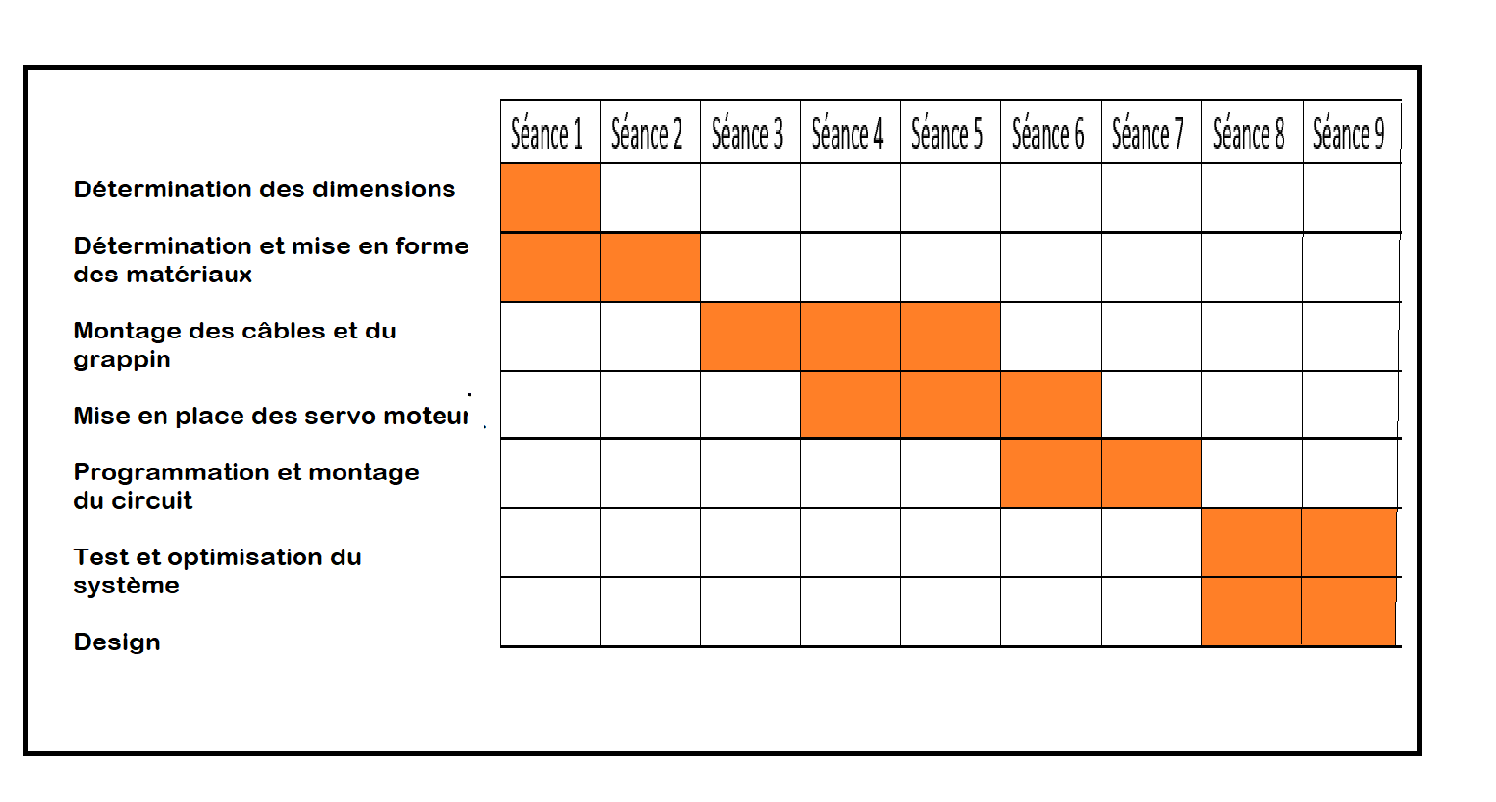 Séance 1 Séance 2 Séance 3 Séance 4 Séance 5 Séance 6 Séance 7 Séance 8 Séance 9
Détermination des dimensions
Détermination et mise en forme
des matériaux
Montage des câbles et du
grappin
Mise en place des servo moteur
Programmation et montage
du circuit
Test et optimisation du
système
Design